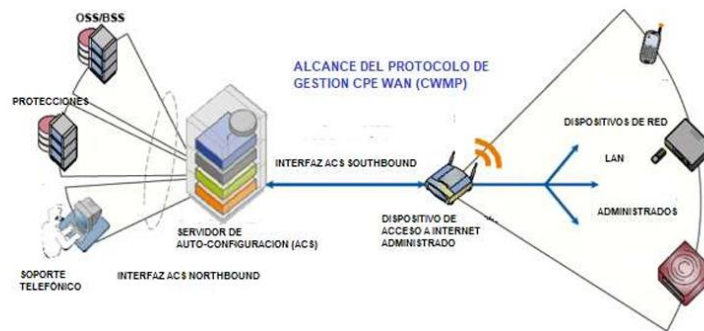 OSS/BSS
ALCANCE DEL PROTOCOLO DE
GESTION CPE WAN (CWMP)
PROTECCIONES
DISPOSITIVOS DE RED
INTERFAZ ACS SOUTHBOUND
LAN
ADMINISTRADOS
SERVIDOR DE
AUTO-CONFIGURACION (ACS)
DISPOSITIVO DE
ACCESO A INTERNET
ADMINISTRADO
SOPORTE
TELEFÓNICO
INTERFAZ ACS NORTHBOUND